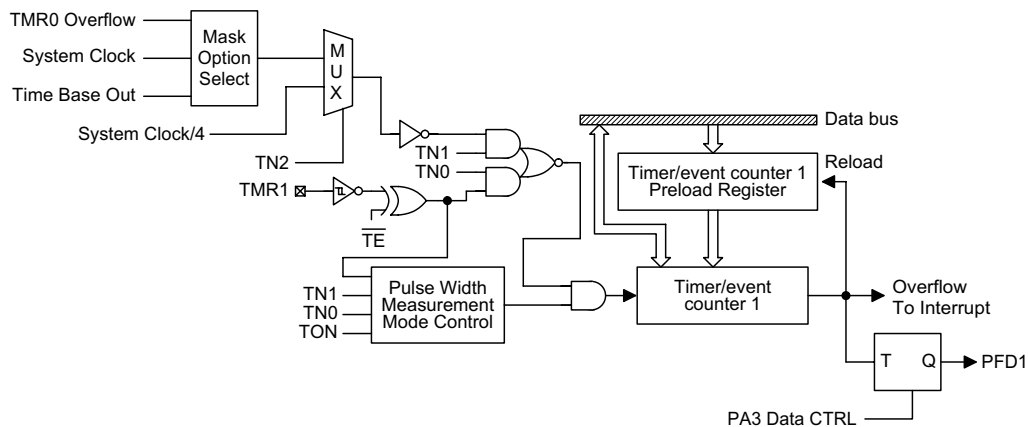 TMR0 Overflow
System Clock
Time Base Out
Mask
Option
Select
M
U
X
System Clock/4
TN2
TN1
TN0
TMR1
TE
Data bus
Timer/event counter 1
Preload Register
Reload
TN1
TN0
TON
Pulse Width
Measurement
Mode Control
Timer/event
counter 1
Overflow
To Interrupt
T Q
PFD1
PA3 Data CTRL